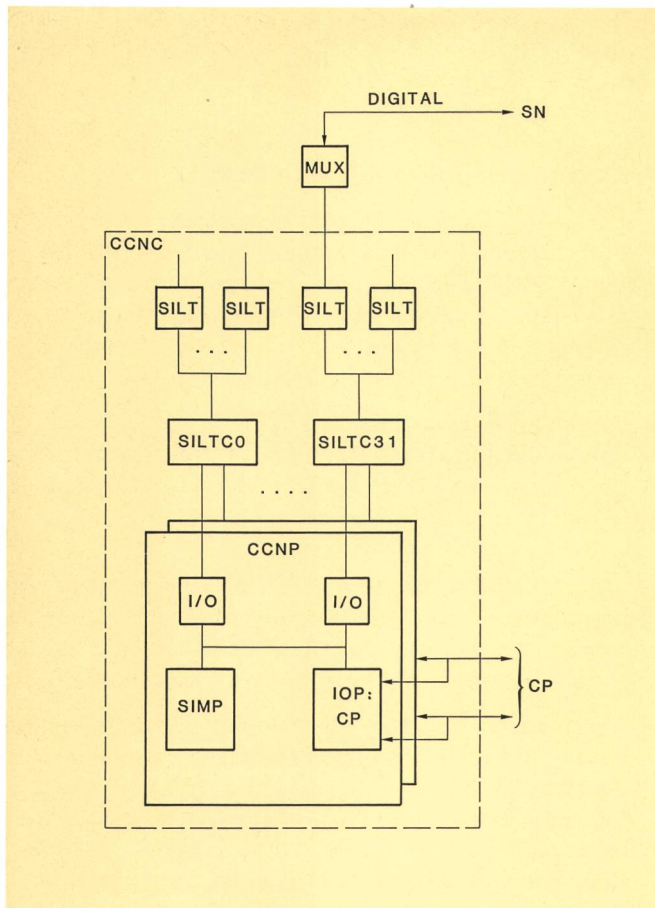 DIGITAL
SN
MUX
CCNC
SILT SILT SILT SILT
. . . . . .
SILTC0 SILTC31
. . . .
CCNP
I/O I/O
SIMP
IOP:
CP
CP